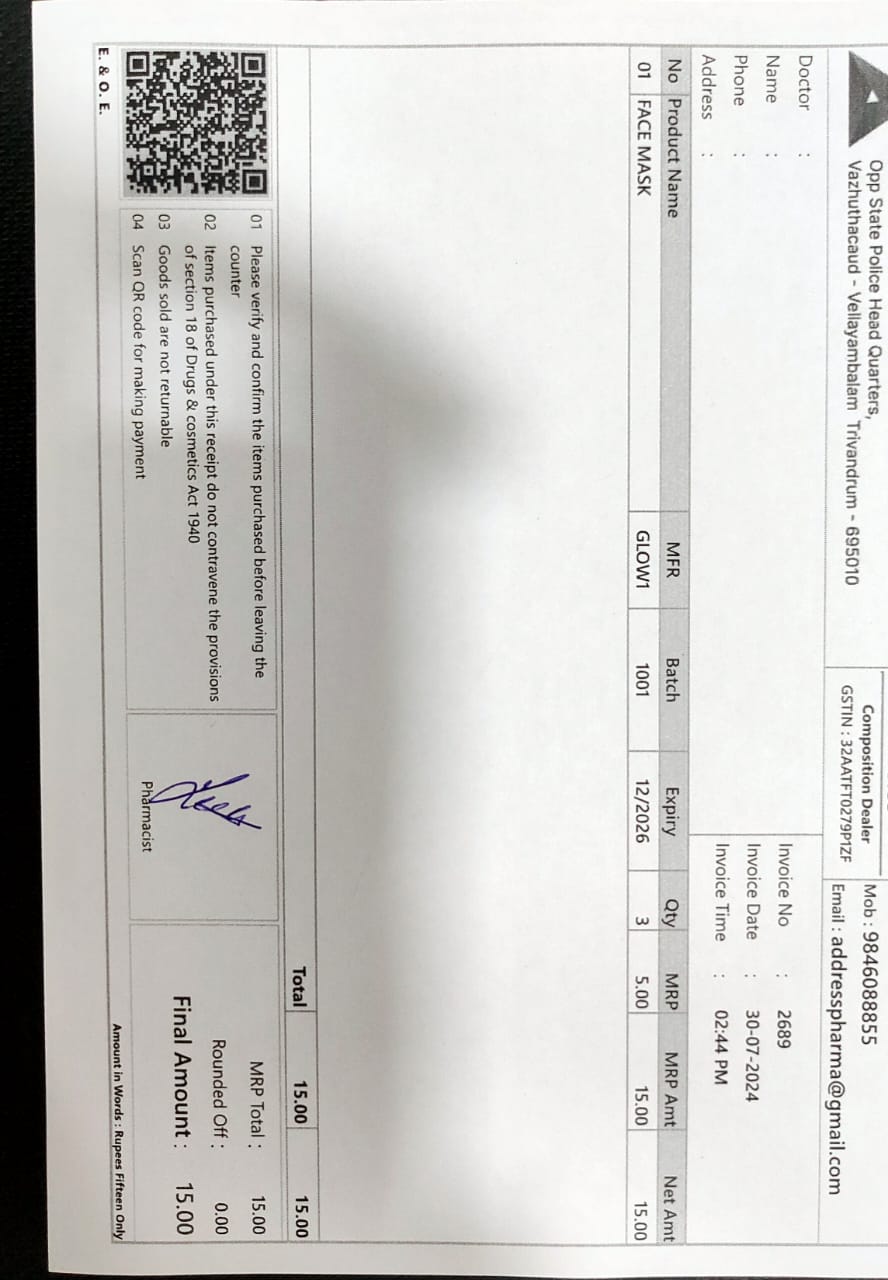 Opp State Police Head Quarters,
Vazhuthacaud - Vellayambalam Trivandrum - 695010
Composition Dealer
GSTIN : 32AATFT0279P1ZF
Mob : 9846088855
Email : addresspharma@gmail.com
Doctor :
Name :
Phone :
Address :
Invoice No : 2689
Invoice Date : 30-07-2024
Invoice Time : 02:44 PM
No Product Name MFR Batch Expiry Qty MRP MRP Amt Net Amt
01 FACE MASK GLOW1 1001 12/2026 3 5.00 15.00 15.00
Total 15.00 15.00
01 Please verify and confirm the items purchased before leaving the
counter
02 Items purchased under this receipt do not contravene the provisions
of section 18 of Drugs & cosmetics Act 1940
03 Goods sold are not returnable
04 Scan QR code for making payment
Pharmacist
MRP Total : 15.00
Rounded Off : 0.00
Final Amount : 15.00
Amount in Words : Rupees Fifteen Only
E. & O. E.